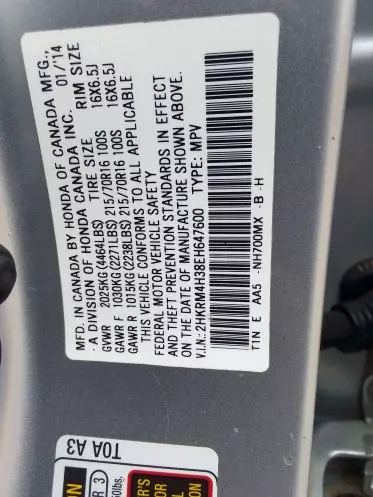 MFD. IN CANADA BY HONDA OF CANADA MFG.,
· A DIVISION OF HONDA CANADA INC. 01/'14
TIRE SIZE RIM SIZE
GVWR 2025KG(4464LBS)
GAWR F 1030KG(2271LBS) 215/70R16 100S 16X6.5J
GAWR R 1015KG(2238LBS) 215/70R16 100S 16X6.5J
THIS VEHICLE CONFORMS TO ALL APPLICABLE
FEDERAL MOTOR VEHICLE SAFETY
AND THEFT PREVENTION STANDARDS IN EFFECT
ON THE DATE OF MANUFACTURE SHOWN ABOVE.
V.I.N.: 2HKRM4H38EH647600 TYPE: MPV
T1N E AA5 -NH700MX -B -H
T0A A3
R 3